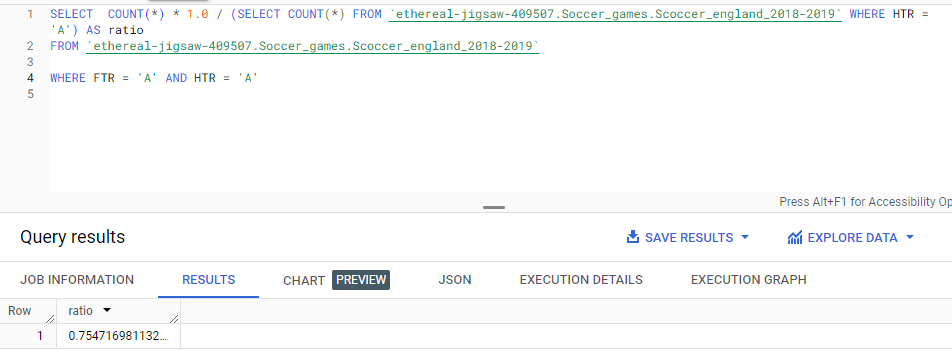 1 SELECT  COUNT(*) * 1.0 / (SELECT COUNT(*) FROM `ethereal-jigsaw-409507.Soccer_games.Scoccer_england_2018-2019` WHERE HTR =
'A') AS ratio
2 FROM `ethereal-jigsaw-409507.Soccer_games.Scoccer_england_2018-2019`
3
4 WHERE FTR = 'A' AND HTR = 'A'
5
Press Alt+F1 for Accessibility Op
Query results SAVE RESULTS EXPLORE DATA
JOB INFORMATION RESULTS CHART PREVIEW JSON EXECUTION DETAILS EXECUTION GRAPH
Row ratio
1 0.754716981132...